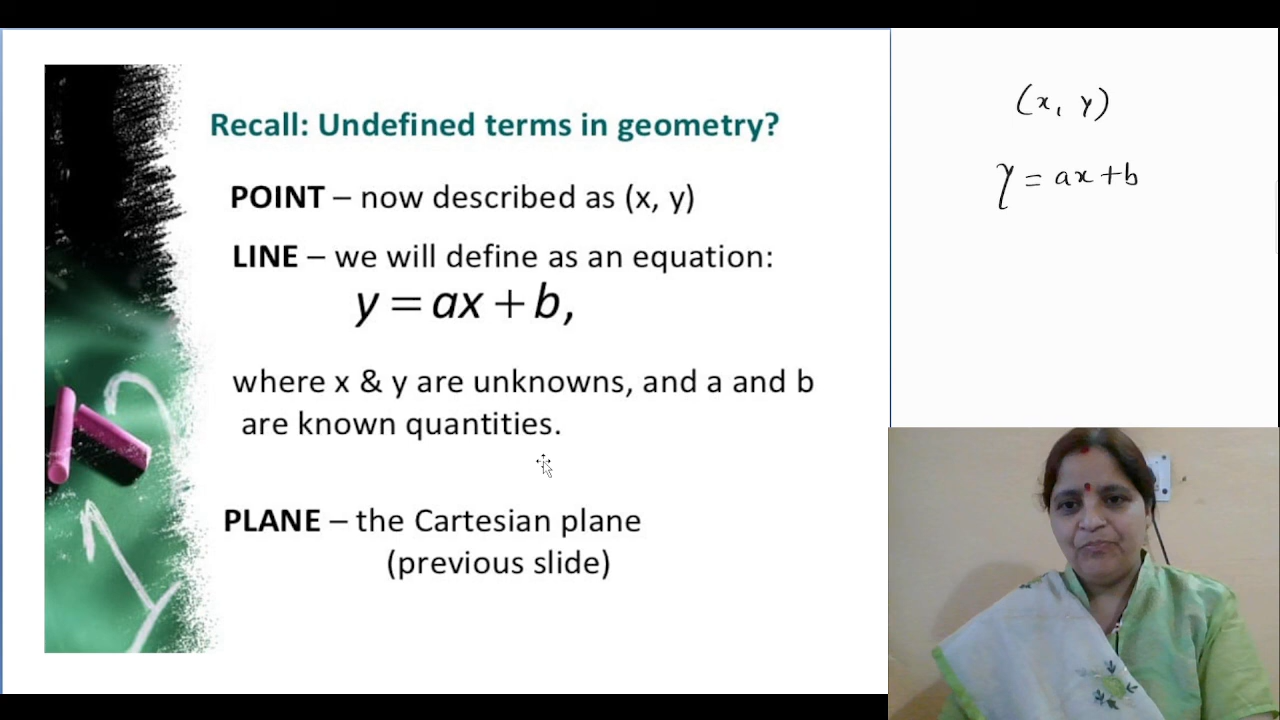 Recall: Undefined terms in geometry?
POINT – now described as (x, y)
LINE – we will define as an equation:
y = ax + b,
where x & y are unknowns, and a and b
are known quantities.
PLANE – the Cartesian plane
(previous slide)
(x, y)
y = ax + b